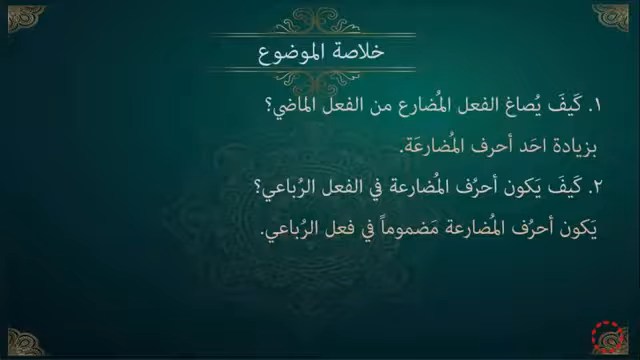 خلاصة الموضوع
١. كَيفَ يُصاغ الفعل المُضارع من الفعل الماضي؟
بزيادة احَد أحرف المُضارعَة.
٢. كَيفَ يَكون أحرُف المُضارعة في الفعل الرُباعي؟
يَكون أحرُف المُضارعة مَضموماً في فعل الرُباعي.